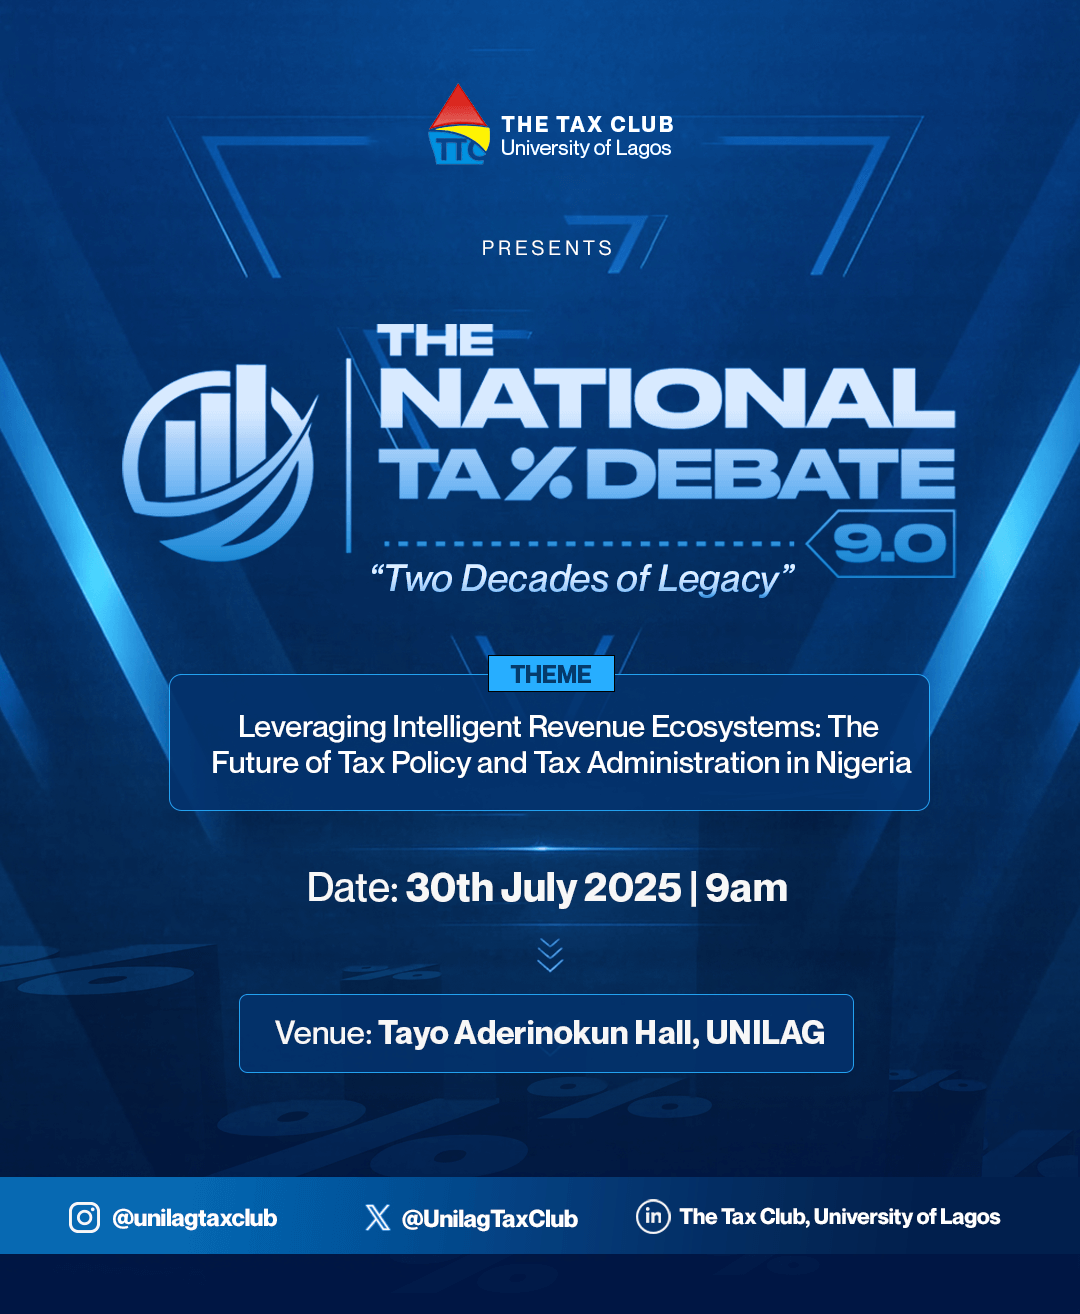 TTC
THE TAX CLUB
University of Lagos
PRESENTS
THE
NATIONAL
TAX DEBATE
9.0
“Two Decades of Legacy”
THEME
Leveraging Intelligent Revenue Ecosystems: The
Future of Tax Policy and Tax Administration in Nigeria
Date: 30th July 2025 | 9am
Venue: Tayo Aderinokun Hall, UNILAG
@unilagtaxclub
@UnilagTaxClub
The Tax Club, University of Lagos